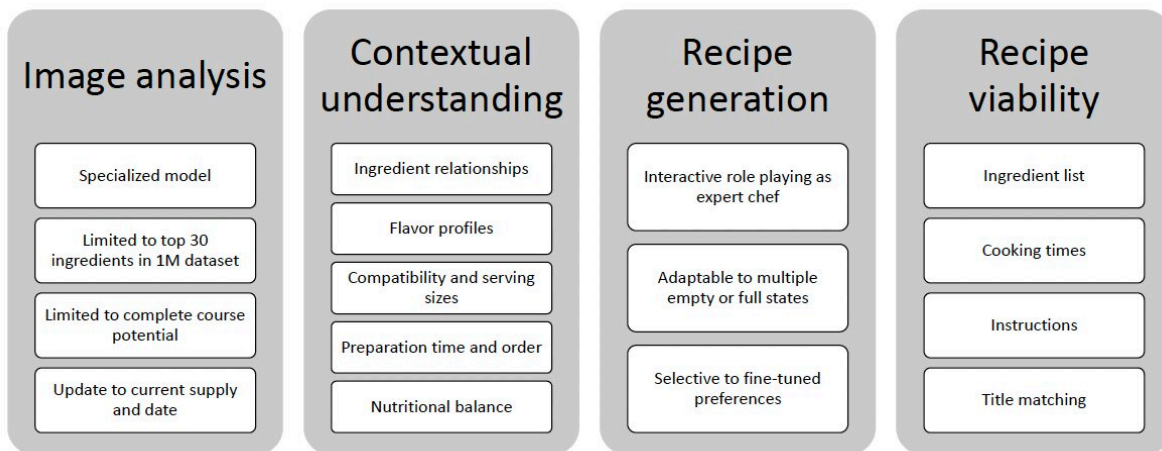 Image analysis
Specialized model
Limited to top 30
ingredients in 1M dataset
Limited to complete course
potential
Update to current supply
and date
Contextual
understanding
Ingredient relationships
Flavor profiles
Compatibility and serving
sizes
Preparation time and order
Nutritional balance
Recipe
generation
Interactive role playing as
expert chef
Adaptable to multiple
empty or full states
Selective to fine-tuned
preferences
Recipe
viability
Ingredient list
Cooking times
Instructions
Title matching